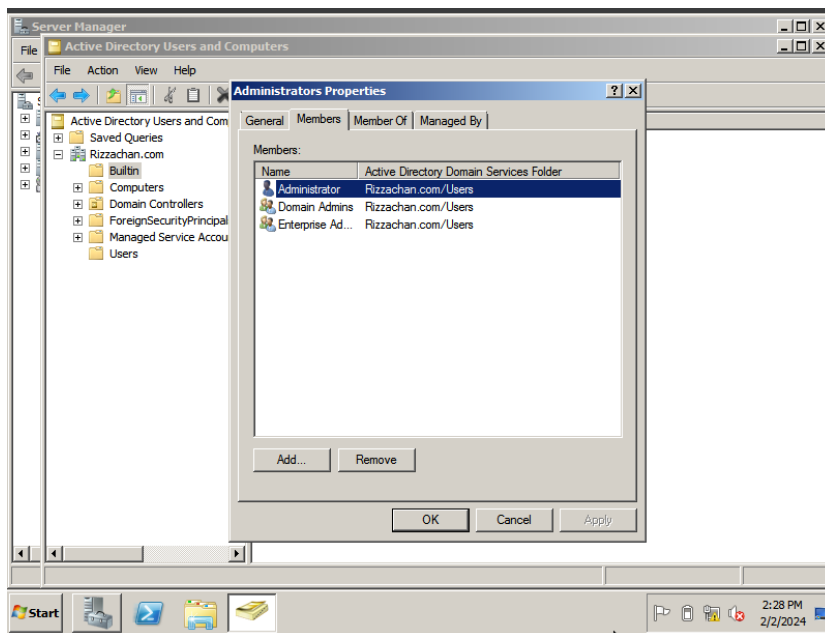 Server Manager
Active Directory Users and Computers
File
File Action View Help
Administrators Properties
General Members Member Of Managed By
Active Directory Users and Com
Saved Queries
Rizzachan.com
Builtin
Computers
Domain Controllers
ForeignSecurityPrincipal
Managed Service Accou
Users
Members:
Name Active Directory Domain Services Folder
Administrator Rizzachan.com/Users
Domain Admins Rizzachan.com/Users
Enterprise Ad... Rizzachan.com/Users
Add... Remove
OK Cancel Apply
Start
2:28 PM
2/2/2024